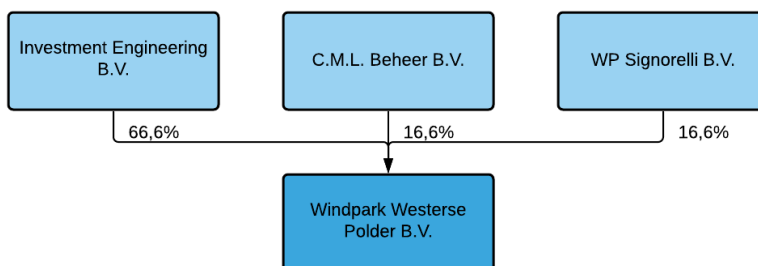 Investment Engineering
B.V.
C.M.L. Beheer B.V.
WP Signorelli B.V.
66,6%
16,6%
16,6%
Windpark Westerse
Polder B.V.